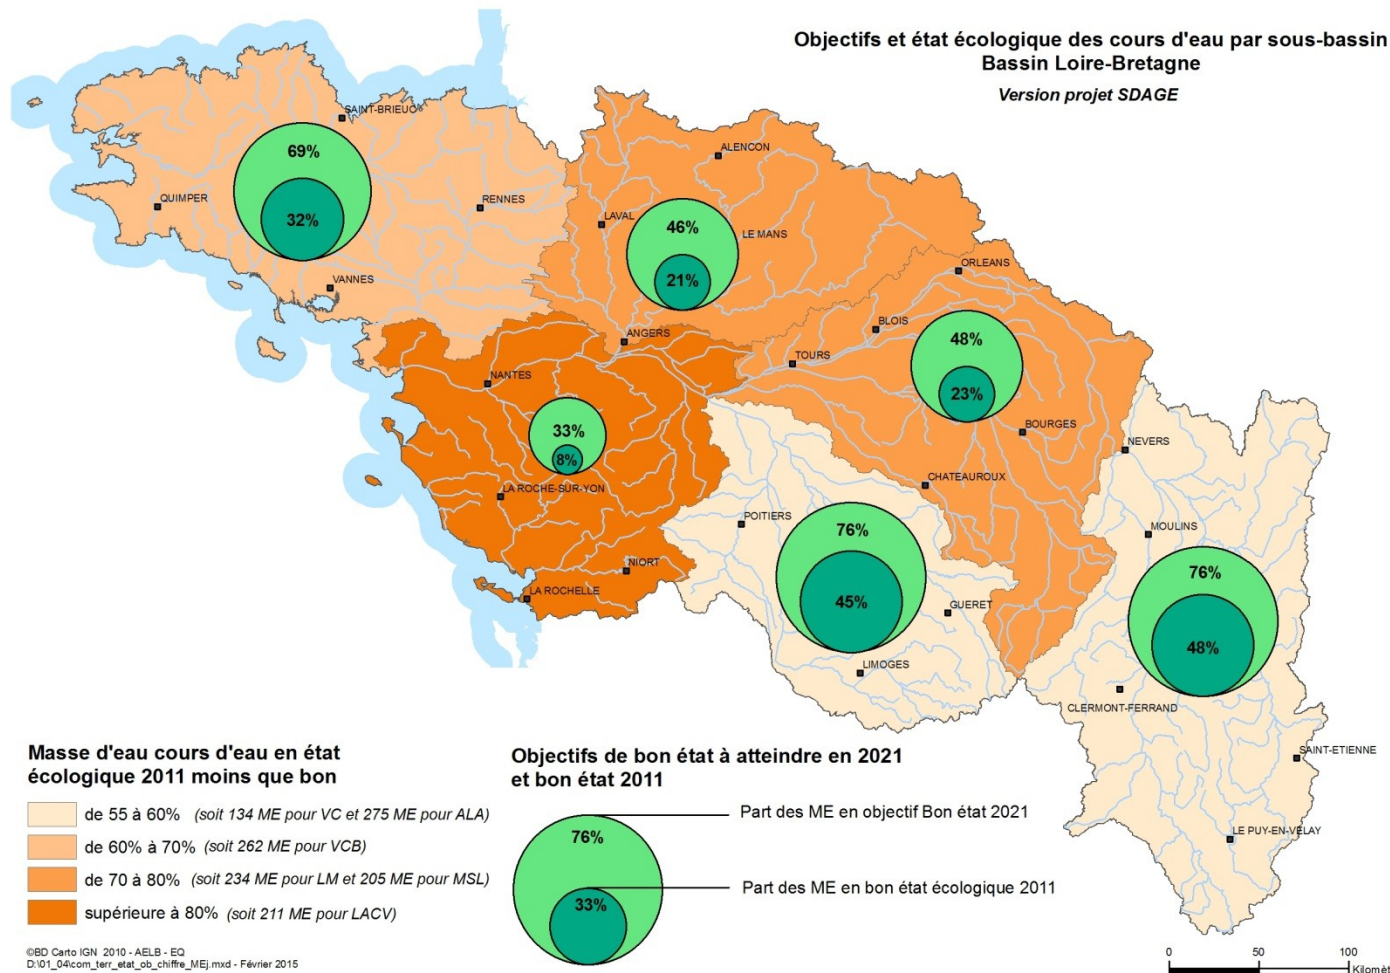 Objectifs et état écologique des cours d'eau par sous-bassin
Bassin Loire-Bretagne
Version projet SDAGE
SAINT-BRIEUC
ALENCON
69%
QUIMPER
RENNES
32%
LAVAL
46%
LE MANS
21%
ORLEANS
VANNES
BLOIS
ANGERS
48%
TOURS
NANTES
23%
33%
BOURGES
NEVERS
8%
CHATEAUROUX
LA ROCHE-SUR-YON
POITIERS
76%
MOULINS
NIORT
76%
LA ROCHELLE
45%
GUERET
48%
LIMOGES
CLERMONT-FERRAND
SAINT-ETIENNE
LE PUY-EN-VELAY
Masse d'eau cours d'eau en état
écologique 2011 moins que bon
de 55 à 60% (soit 134 ME pour VC et 275 ME pour ALA)
de 60% à 70% (soit 262 ME pour VCB)
de 70 à 80% (soit 234 ME pour LM et 205 ME pour MSL)
supérieure à 80% (soit 211 ME pour LACV)
Objectifs de bon état à atteindre en 2021
et bon état 2011
Part des ME en objectif Bon état 2021
76%
Part des ME en bon état écologique 2011
33%
©BD Carto IGN 2010 - AELB - EQ
D:\01_04\com_terr_etat_ob_chiffre_MEj.mxd - Février 2015
0 50 100
Kilomèt